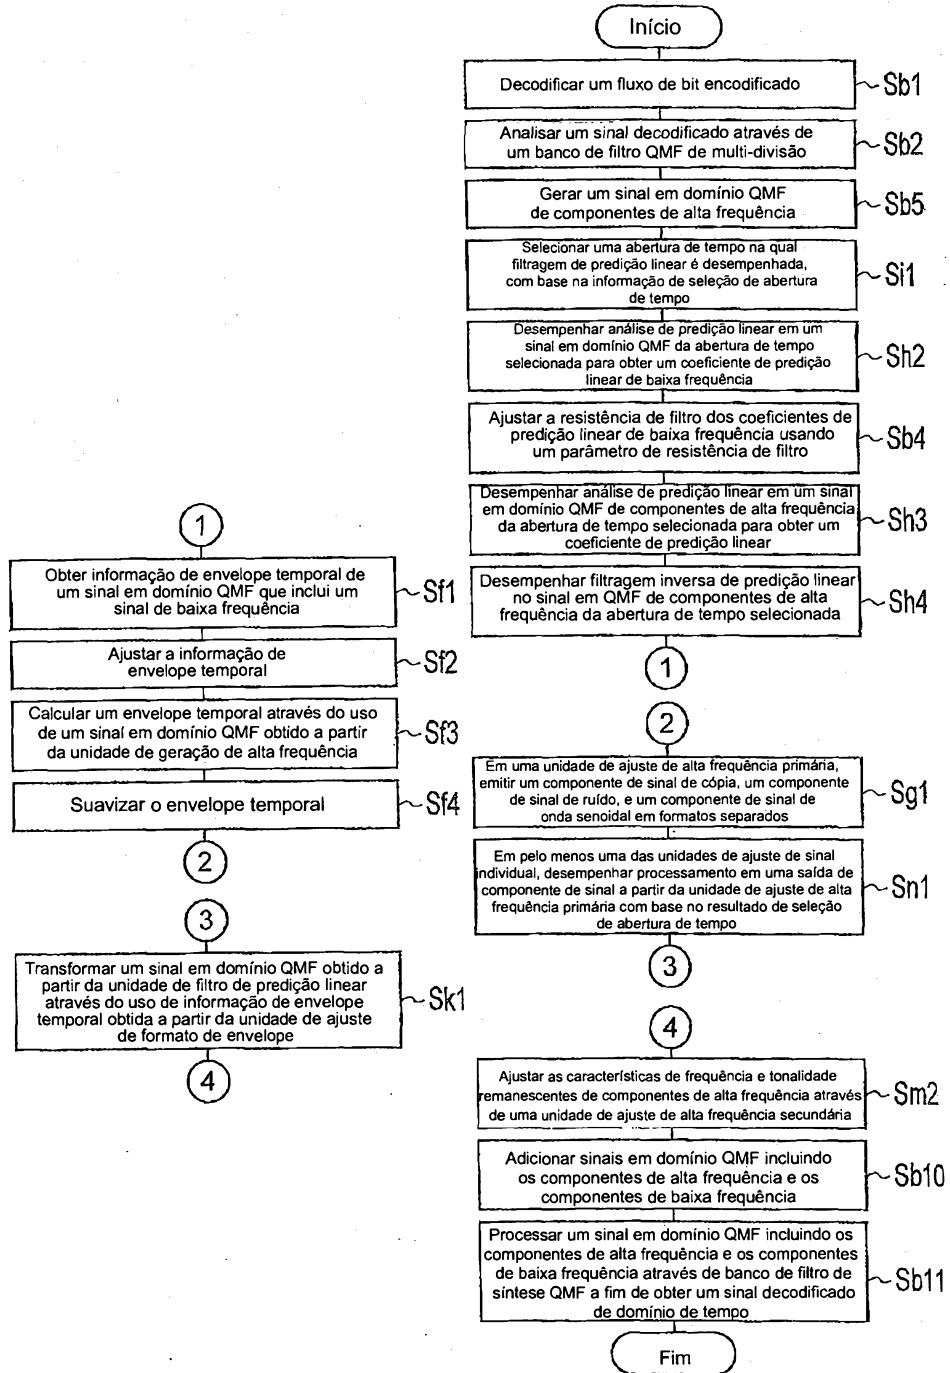 Início
Decodificar um fluxo de bit encodificado
Sb1
Analisar um sinal decodificado através de
um banco de filtro QMF de multi-divisão
Sb2
Gerar um sinal em domínio QMF
de componentes de alta frequência
Sb5
Selecionar uma abertura de tempo na qual
filtragem de predição linear é desempenhada,
com base na informação de seleção de abertura
de tempo
Si1
Desempenhar análise de predição linear em um
sinal em domínio QMF da abertura de tempo
selecionada para obter um coeficiente de predição
linear de baixa frequência
Sh2
Ajustar a resistência de filtro dos coeficientes de
predição linear de baixa frequência usando
um parâmetro de resistência de filtro
Sb4
Desempenhar análise de predição linear em um sinal
em domínio QMF de componentes de alta frequência
da abertura de tempo selecionada para obter um
coeficiente de predição linear
Sh3
Desempenhar filtragem inversa de predição linear
no sinal em QMF de componentes de alta
frequência da abertura de tempo selecionada
Sh4
1
1
Obter informação de envelope temporal de
um sinal em domínio QMF que inclui um
sinal de baixa frequência
Sf1
Ajustar a informação de
envelope temporal
Sf2
Calcular um envelope temporal através do uso
de um sinal em domínio QMF obtido a partir
da unidade de geração de alta frequência
Sf3
Suavizar o envelope temporal
Sf4
2
2
Em uma unidade de ajuste de alta frequência primária,
emitir um componente de sinal de cópia, um componente
de sinal de ruído, e um componente de sinal de
onda senoidal em formatos separados
Sg1
Em pelo menos uma das unidades de ajuste de sinal
individual, desempenhar processamento em uma saída de
componente de sinal a partir da unidade de ajuste de alta
frequência primária com base no resultado de seleção
de abertura de tempo
Sn1
3
3
Transformar um sinal em domínio QMF obtido a
partir da unidade de filtro de predição linear
através do uso de informação de envelope
temporal obtida a partir da unidade de ajuste
de formato de envelope
Sk1
4
4
Ajustar as características de frequência e tonalidade
remanescentes de componentes de alta frequência através
de uma unidade de ajuste de alta frequência secundária
Sm2
Adicionar sinais em domínio QMF incluindo
os componentes de alta frequência e os
componentes de baixa frequência
Sb10
Processar um sinal em domínio QMF incluindo os
componentes de alta frequência e os componentes
de baixa frequência através de banco de filtro de
síntese QMF a fim de obter um sinal decodificado
de domínio de tempo
Sb11
Fim